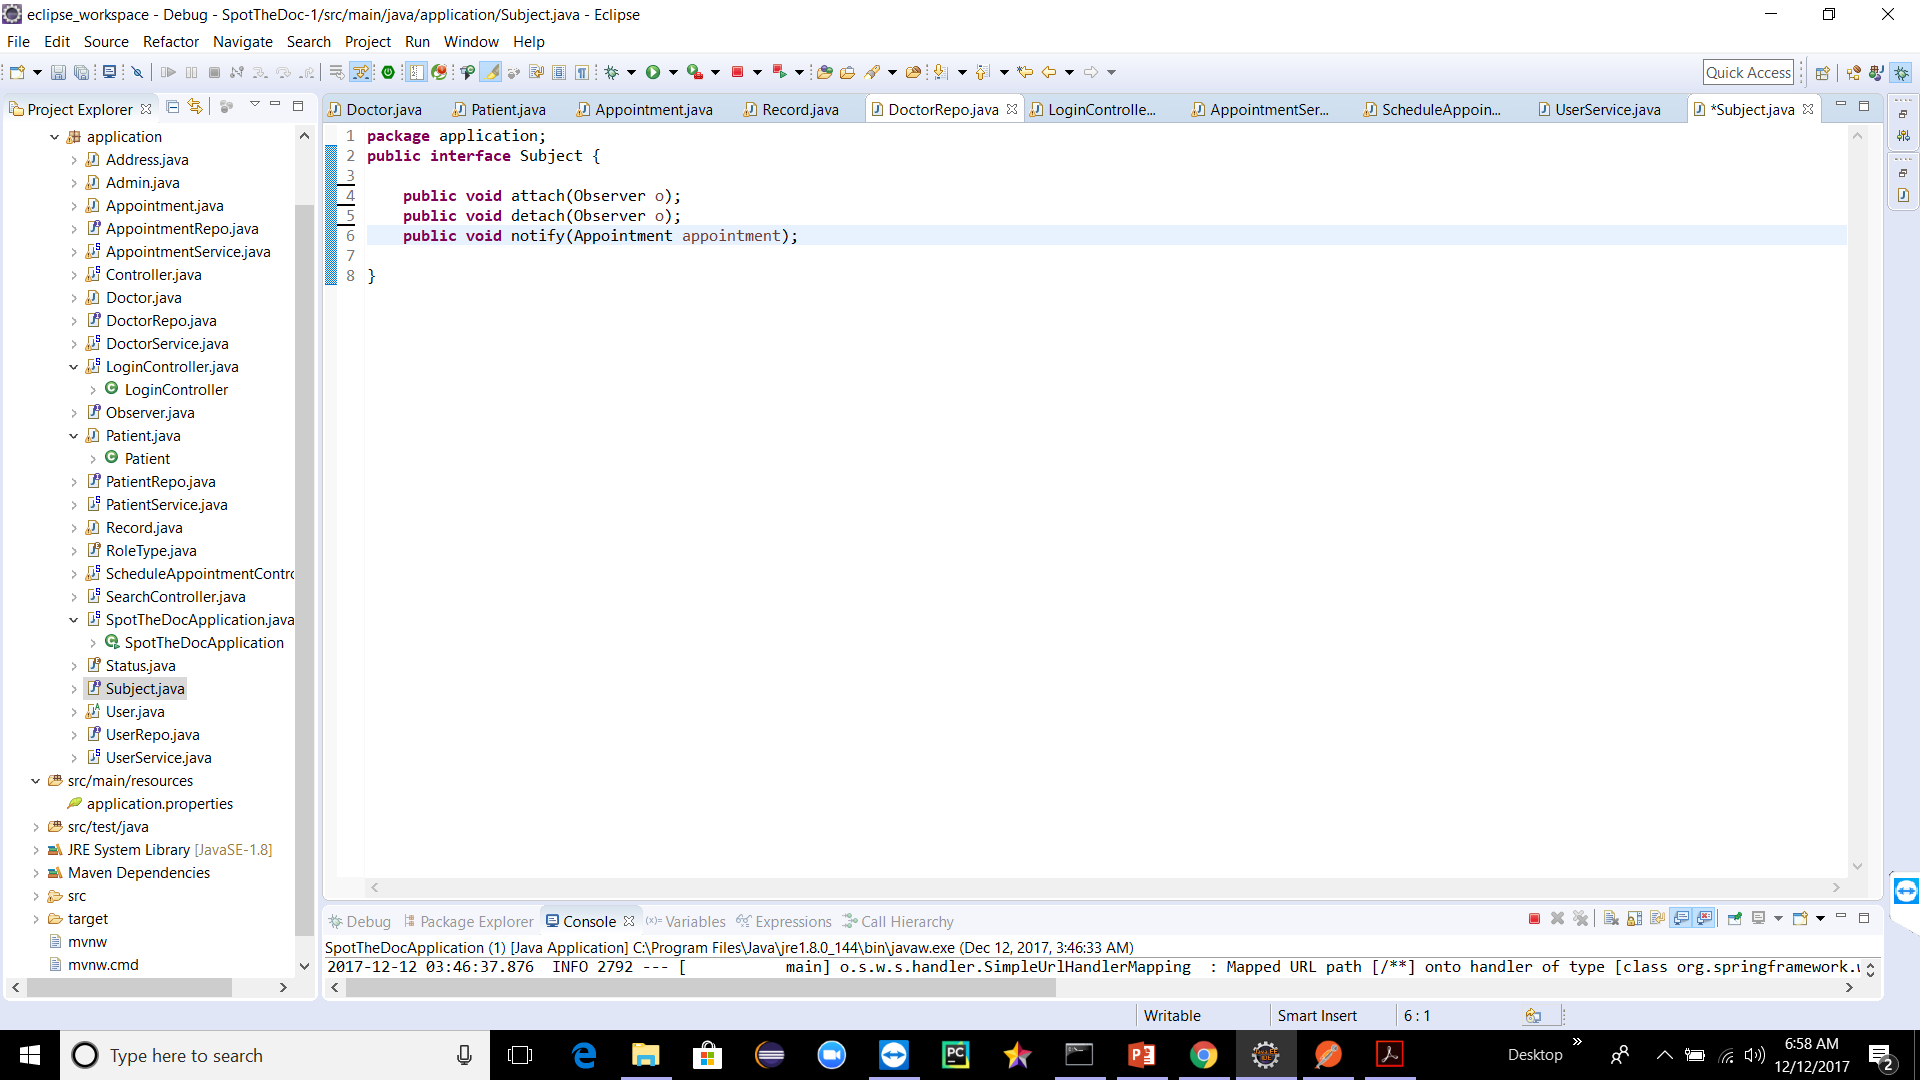 eclipse_workspace - Debug - SpotTheDoc-1/src/main/java/application/Subject.java - Eclipse
File Edit Source Refactor Navigate Search Project Run Window Help
Quick Access
Project Explorer
Doctor.java Patient.java Appointment.java Record.java DoctorRepo.java LoginControlle... AppointmentSer... ScheduleAppoin... UserService.java *Subject.java
application
Address.java
Admin.java
Appointment.java
AppointmentRepo.java
AppointmentService.java
Controller.java
Doctor.java
DoctorRepo.java
DoctorService.java
LoginController.java
LoginController
Observer.java
Patient.java
Patient
PatientRepo.java
PatientService.java
Record.java
RoleType.java
ScheduleAppointmentContro
SearchController.java
SpotTheDocApplication.java
SpotTheDocApplication
Status.java
Subject.java
User.java
UserRepo.java
UserService.java
src/main/resources
application.properties
src/test/java
JRE System Library [JavaSE-1.8]
Maven Dependencies
src
target
mvnw
mvnw.cmd
1 package application;
2 public interface Subject {
3
4 public void attach(Observer o);
5 public void detach(Observer o);
6 public void notify(Appointment appointment);
7
8 }
Debug Package Explorer Console (x)= Variables Expressions Call Hierarchy
SpotTheDocApplication (1) [Java Application] C:\Program Files\Java\jre1.8.0_144\bin\javaw.exe (Dec 12, 2017, 3:46:33 AM)
2017-12-12 03:46:37.876 INFO 2792 --- [ main] o.s.w.s.handler.SimpleUrlHandlerMapping : Mapped URL path [/**] onto handler of type [class org.springframework.
Writable Smart Insert 6 : 1
Type here to search
Desktop
6:58 AM
12/12/2017
2